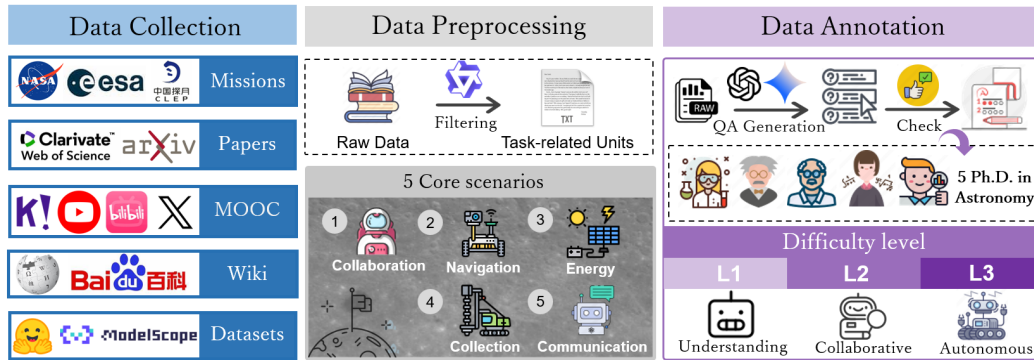 Data Collection
NASA
esa
中国探月
CLEP
Missions
Clarivate™
Web of Science
arXiv
Papers
K!
bilibili
X
MOOC
Bai du 百科
Wiki
ModelScope
Datasets
Data Preprocessing
Raw Data
Filtering
TXT
Task-related Units
5 Core scenarios
1
Collaboration
2
Navigation
3
Energy
4
Collection
5
Communication
Data Annotation
RAW
QA Generation
Check
5 Ph.D. in
Astronomy
Difficulty level
L1
L2
L3
Understanding
Collaborative
Autonomous